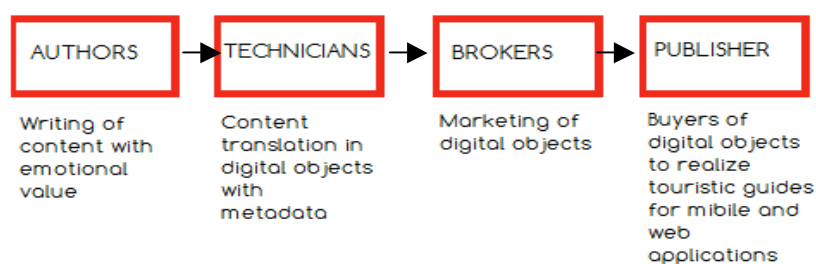 AUTHORS
TECHNICIANS
BROKERS
PUBLISHER
Writing of
content with
emotional
value
Content
translation in
digital objects
with
metadata
Marketing of
digital objects
Buyers of
digital objects
to realize
touristic guides
for mibile and
web
applications